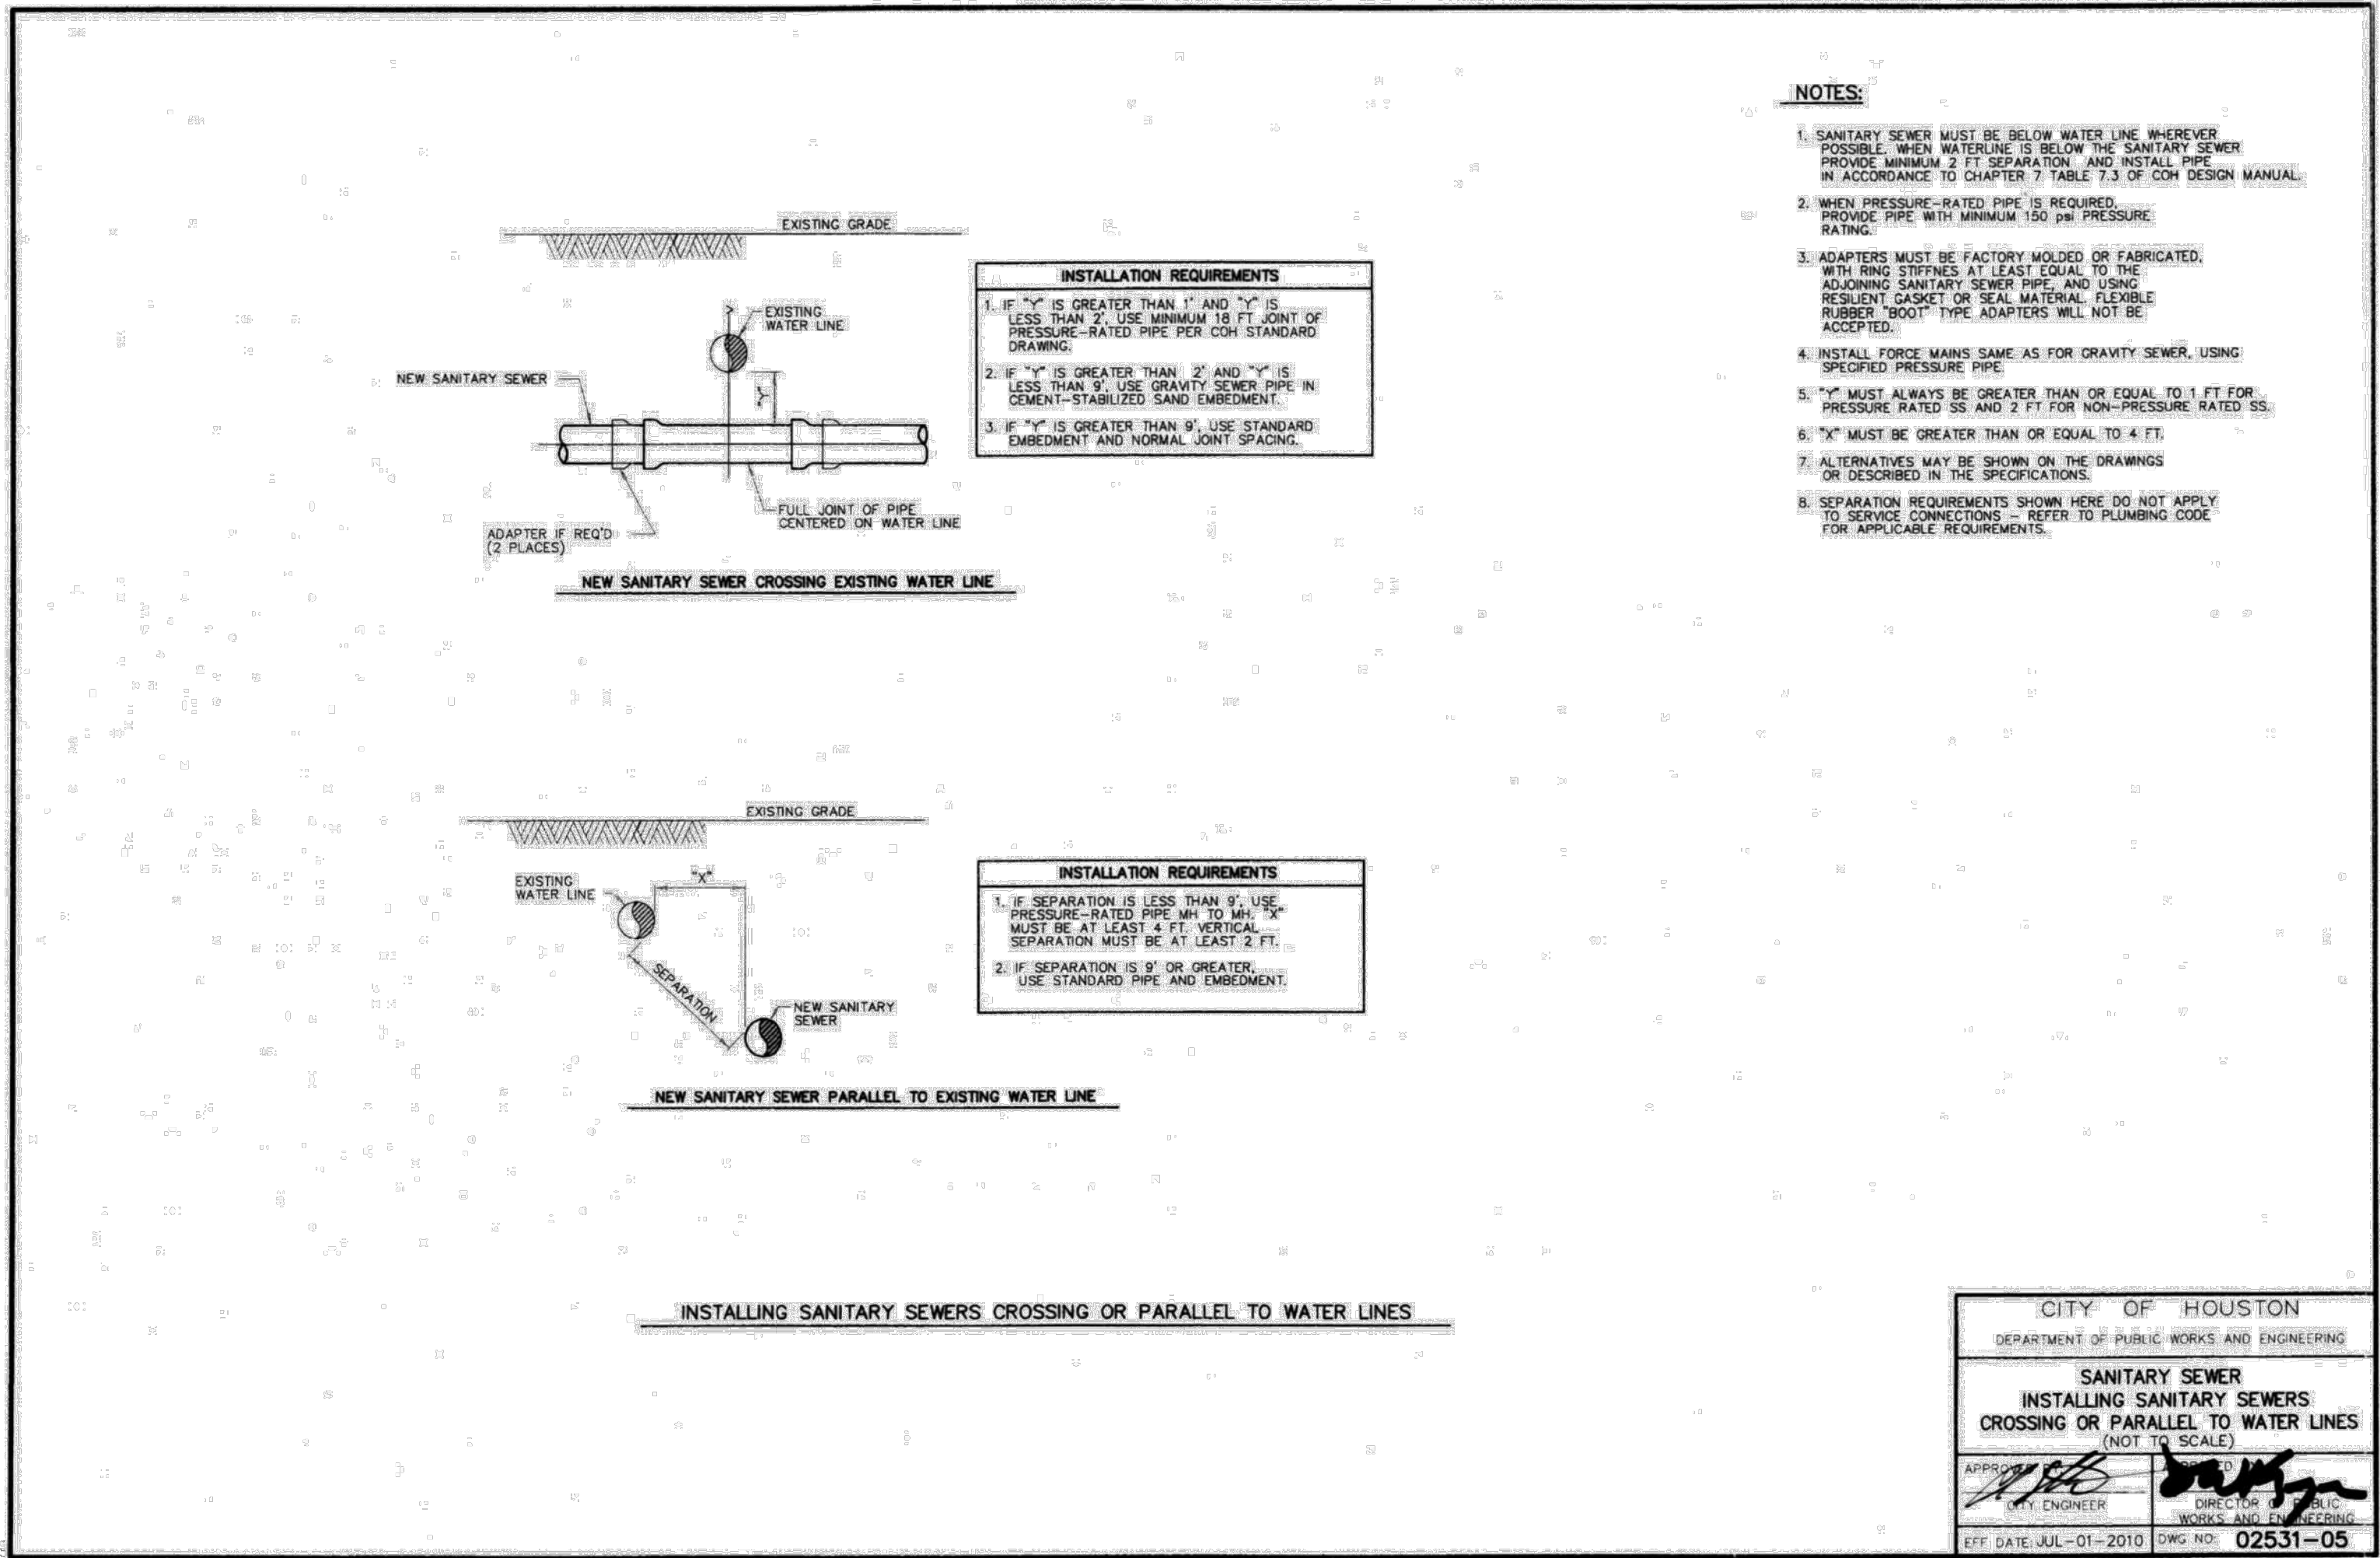 EXISTING GRADE
EXISTING
WATER LINE
"Y"
NEW SANITARY SEWER
FULL JOINT OF PIPE
CENTERED ON WATER LINE
ADAPTER IF REQ'D
(2 PLACES)
NEW SANITARY SEWER CROSSING EXISTING WATER LINE
INSTALLATION REQUIREMENTS
1. IF "Y" IS GREATER THAN 1' AND "Y" IS
LESS THAN 2', USE MINIMUM 18 FT JOINT OF
PRESSURE-RATED PIPE PER COH STANDARD
DRAWING.
2. IF "Y" IS GREATER THAN 2' AND "Y" IS
LESS THAN 9', USE GRAVITY SEWER PIPE IN
CEMENT-STABILIZED SAND EMBEDMENT.
3. IF "Y" IS GREATER THAN 9', USE STANDARD
EMBEDMENT AND NORMAL JOINT SPACING.
NOTES:
1. SANITARY SEWER MUST BE BELOW WATER LINE WHEREVER
POSSIBLE. WHEN WATERLINE IS BELOW THE SANITARY SEWER
PROVIDE MINIMUM 2 FT SEPARATION AND INSTALL PIPE
IN ACCORDANCE TO CHAPTER 7 TABLE 7.3 OF COH DESIGN MANUAL.
2. WHEN PRESSURE-RATED PIPE IS REQUIRED,
PROVIDE PIPE WITH MINIMUM 150 psi PRESSURE
RATING.
3. ADAPTERS MUST BE FACTORY MOLDED OR FABRICATED,
WITH RING STIFFNES AT LEAST EQUAL TO THE
ADJOINING SANITARY SEWER PIPE, AND USING
RESILIENT GASKET OR SEAL MATERIAL. FLEXIBLE
RUBBER "BOOT" TYPE ADAPTERS WILL NOT BE
ACCEPTED.
4. INSTALL FORCE MAINS SAME AS FOR GRAVITY SEWER, USING
SPECIFIED PRESSURE PIPE.
5. "Y" MUST ALWAYS BE GREATER THAN OR EQUAL TO 1 FT FOR
PRESSURE RATED SS AND 2 FT FOR NON-PRESSURE RATED SS.
6. "X" MUST BE GREATER THAN OR EQUAL TO 4 FT.
7. ALTERNATIVES MAY BE SHOWN ON THE DRAWINGS
OR DESCRIBED IN THE SPECIFICATIONS.
8. SEPARATION REQUIREMENTS SHOWN HERE DO NOT APPLY
TO SERVICE CONNECTIONS - REFER TO PLUMBING CODE
FOR APPLICABLE REQUIREMENTS.
EXISTING GRADE
"X"
EXISTING
WATER LINE
SEPARATION
NEW SANITARY
SEWER
NEW SANITARY SEWER PARALLEL TO EXISTING WATER LINE
INSTALLATION REQUIREMENTS
1. IF SEPARATION IS LESS THAN 9', USE
PRESSURE-RATED PIPE MH TO MH. "X"
MUST BE AT LEAST 4 FT. VERTICAL
SEPARATION MUST BE AT LEAST 2 FT.
2. IF SEPARATION IS 9' OR GREATER,
USE STANDARD PIPE AND EMBEDMENT.
INSTALLING SANITARY SEWERS CROSSING OR PARALLEL TO WATER LINES
CITY OF HOUSTON
DEPARTMENT OF PUBLIC WORKS AND ENGINEERING
SANITARY SEWER
INSTALLING SANITARY SEWERS
CROSSING OR PARALLEL TO WATER LINES
(NOT TO SCALE)
CITY ENGINEER
DIRECTOR OF PUBLIC
WORKS AND ENGINEERING
EFF DATE: JUL-01-2010
DWG NO: 02531-05